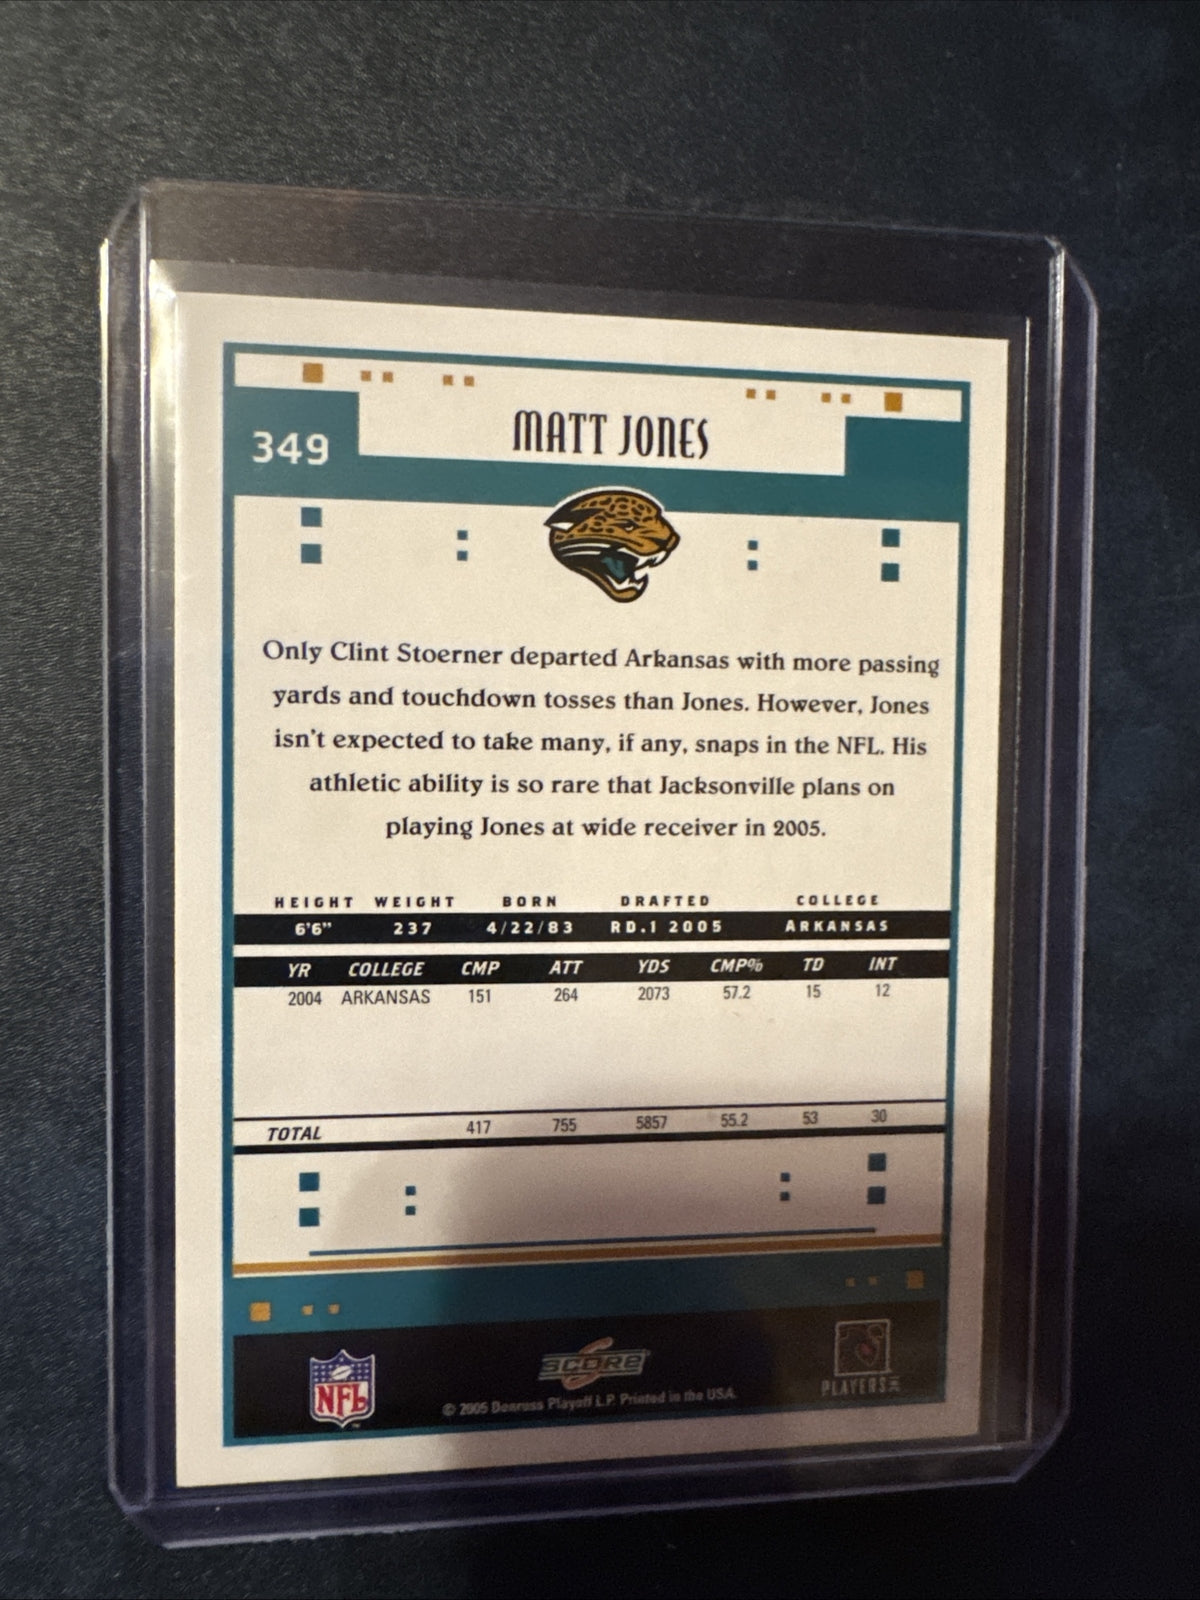 349
MATT JONES
Only Clint Stoerner departed Arkansas with more passing
yards and touchdown tosses than Jones. However, Jones
isn't expected to take many, if any, snaps in the NFL. His
athletic ability is so rare that Jacksonville plans on
playing Jones at wide receiver in 2005.
HEIGHT WEIGHT BORN DRAFTED COLLEGE
6'6" 237 4/22/83 RD.1 2005 ARKANSAS
YR COLLEGE CMP ATT YDS CMP% TD INT
2004 ARKANSAS 151 264 2073 57.2 15 12
TOTAL 417 755 5857 55.2 53 30
NFL
SCORE
PLAYERS INC
© 2005 Donruss Playoff L.P. Printed in the USA.